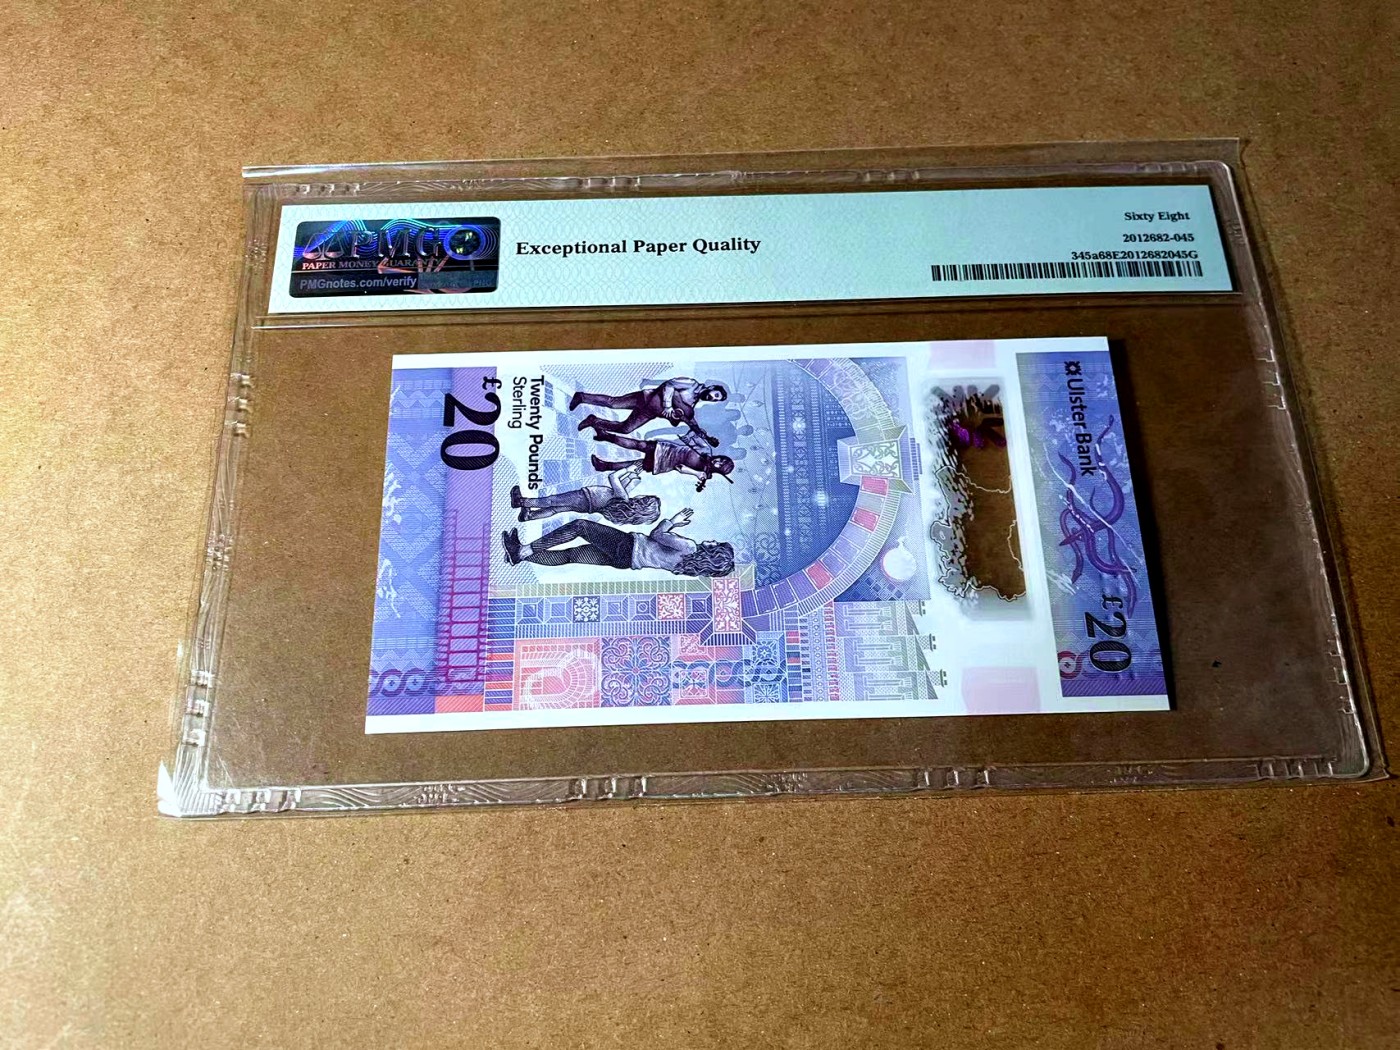 PMG
PAPER MONEY GUARANTY
PMGnotes.com/verify
Exceptional Paper Quality
Sixty Eight
2012682-045
345a68E2012682045G
Ulster Bank
£20
Twenty Pounds
Sterling
£20